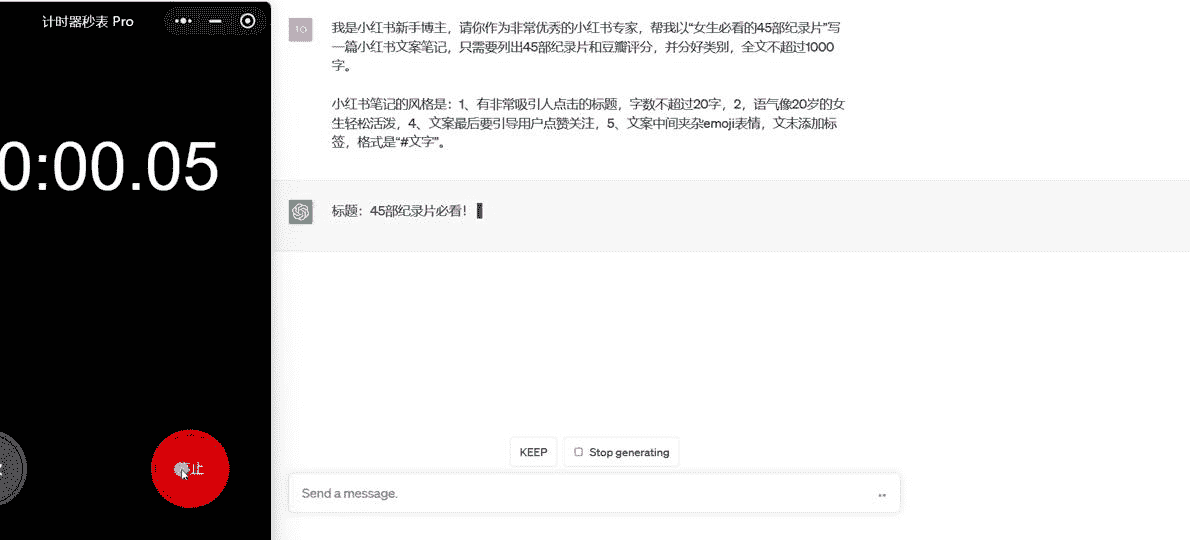 计时器秒表 Pro
0:00.05
止
10
我是小红书新手博主，请你作为非常优秀的小红书专家，帮我以“女生必看的45部纪录片”写
一篇小红书文案笔记，只需要列出45部纪录片和豆瓣评分，并分好类别，全文不超过1000
字。
小红书笔记的风格是：1、有非常吸引人点击的标题，字数不超过20字，2，语气像20岁的女
生轻松活泼，4、文案最后要引导用户点赞关注，5、文案中间夹杂emoji表情，文末添加标
签，格式是“#文字”。
标题：45部纪录片必看！
KEEP
Stop generating
Send a message.